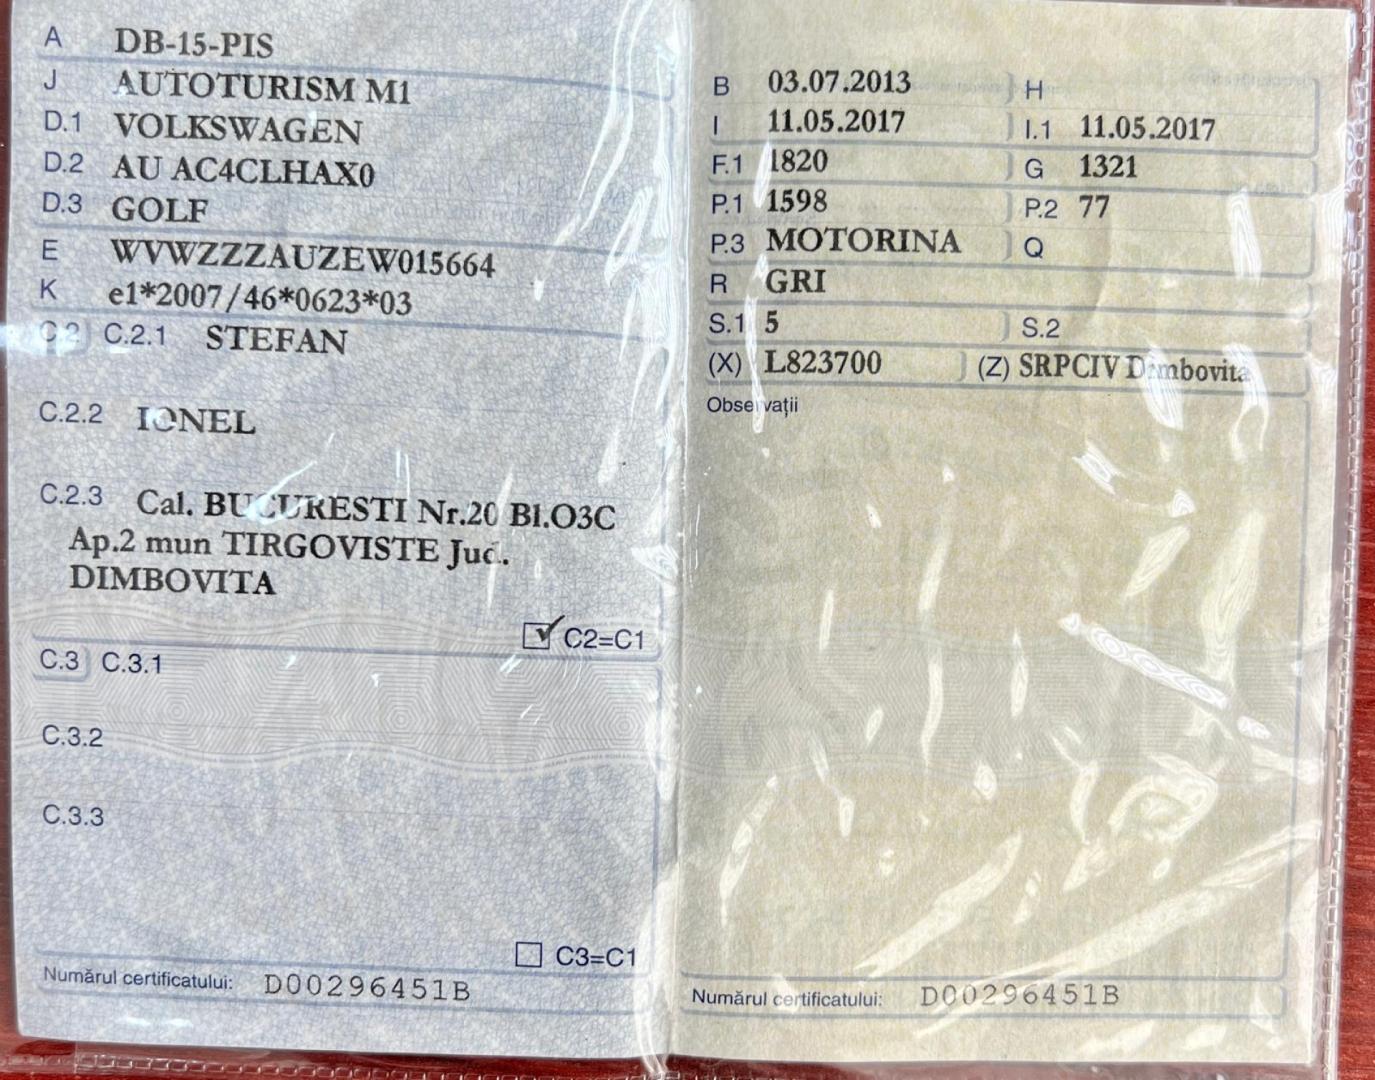 A DB-15-PIS
J AUTOTURISM M1
D.1 VOLKSWAGEN
D.2 AU AC4CLHAX0
D.3 GOLF
E WVWZZZAUZEW015664
K e1*2007/46*0623*03
C.2 C.2.1 STEFAN
C.2.2 IONEL
C.2.3 Cal. BUCURESTI Nr.20 Bl.O3C
Ap.2 mun TIRGOVISTE Jud.
DIMBOVITA
C2=C1
C.3 C.3.1
C.3.2
C.3.3
C3=C1
Numărul certificatului: D00296451B
B 03.07.2013 H
I 11.05.2017 I.1 11.05.2017
F.1 1820 G 1321
P.1 1598 P.2 77
P.3 MOTORINA Q
R GRI
S.1 5 S.2
(X) L823700 (Z) SRPCIV Dimbovita
Observații
Numărul certificatului: D00296451B